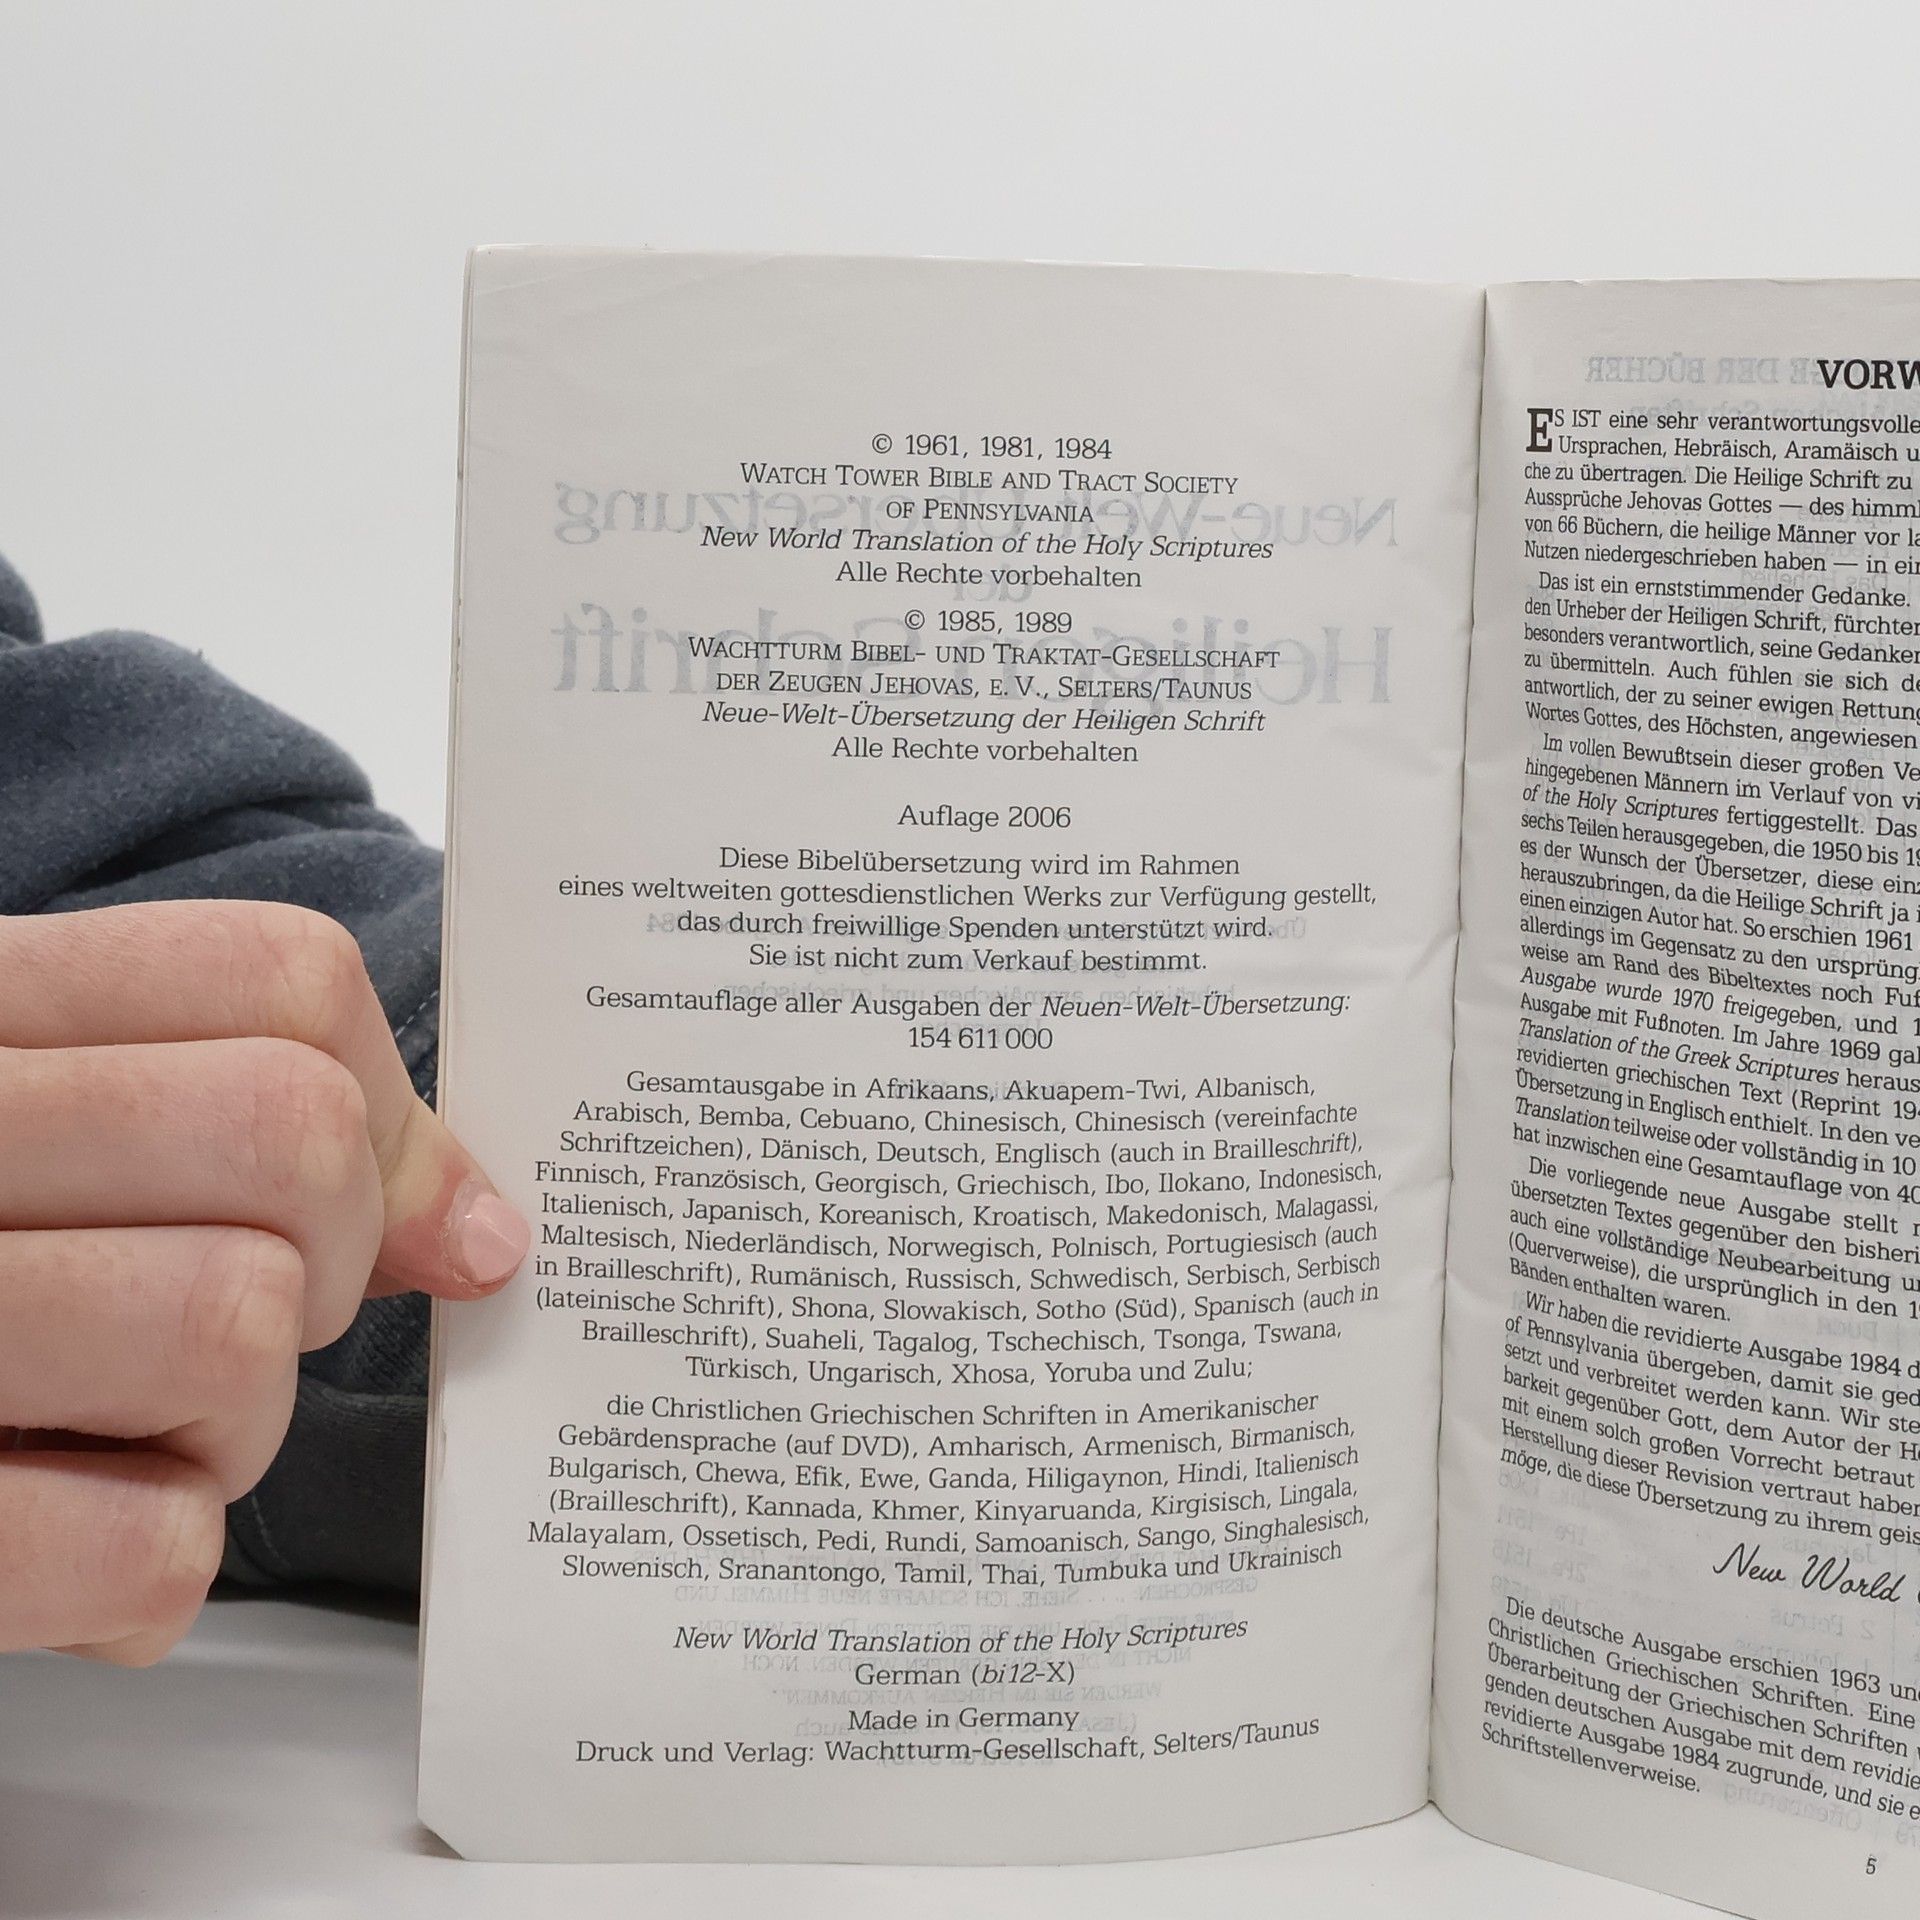 © 1961, 1981, 1984
WATCH TOWER BIBLE AND TRACT SOCIETY
OF PENNSYLVANIA
New World Translation of the Holy Scriptures
Alle Rechte vorbehalten
© 1985, 1989
WACHTTURM BIBEL- UND TRAKTAT-GESELLSCHAFT
DER ZEUGEN JEHOVAS, E. V., SELTERS/TAUNUS
Neue-Welt-Übersetzung der Heiligen Schrift
Alle Rechte vorbehalten
Auflage 2006
Diese Bibelübersetzung wird im Rahmen
eines weltweiten gottesdienstlichen Werks zur Verfügung gestellt,
das durch freiwillige Spenden unterstützt wird.
Sie ist nicht zum Verkauf bestimmt.
Gesamtauflage aller Ausgaben der Neuen-Welt-Übersetzung:
154 611 000
Gesamtausgabe in Afrikaans, Akuapem-Twi, Albanisch,
Arabisch, Bemba, Cebuano, Chinesisch, Chinesisch (vereinfachte
Schriftzeichen), Dänisch, Deutsch, Englisch (auch in Brailleschrift),
Finnisch, Französisch, Georgisch, Griechisch, Ibo, Ilokano, Indonesisch,
Italienisch, Japanisch, Koreanisch, Kroatisch, Makedonisch, Malagassi,
Maltesisch, Niederländisch, Norwegisch, Polnisch, Portugiesisch (auch
in Brailleschrift), Rumänisch, Russisch, Schwedisch, Serbisch, Serbisch
(lateinische Schrift), Shona, Slowakisch, Sotho (Süd), Spanisch (auch in
Brailleschrift), Suaheli, Tagalog, Tschechisch, Tsonga, Tswana,
Türkisch, Ungarisch, Xhosa, Yoruba und Zulu;
die Christlichen Griechischen Schriften in Amerikanischer
Gebärdensprache (auf DVD), Amharisch, Armenisch, Birmanisch,
Bulgarisch, Chewa, Efik, Ewe, Ganda, Hiligaynon, Hindi, Italienisch
(Brailleschrift), Kannada, Khmer, Kinyaruanda, Kirgisisch, Lingala,
Malayalam, Ossetisch, Pedi, Rundi, Samoanisch, Sango, Singhalesisch,
Slowenisch, Sranantongo, Tamil, Thai, Tumbuka und Ukrainisch
New World Translation of the Holy Scriptures
German (bi12-X)
Made in Germany
Druck und Verlag: Wachtturm-Gesellschaft, Selters/Taunus
VORW
ES IST eine sehr verantwortungsvolle
Ursprachen, Hebräisch, Aramäisch u
che zu übertragen. Die Heilige Schrift zu
Aussprüche Jehovas Gottes — des himml
von 66 Büchern, die heilige Männer vor la
Nutzen niedergeschrieben haben — in ein
Das ist ein ernststimmender Gedanke.
den Urheber der Heiligen Schrift, fürchten
besonders verantwortlich, seine Gedanken
zu übermitteln. Auch fühlen sie sich de
antwortlich, der zu seiner ewigen Rettung
Wortes Gottes, des Höchsten, angewiesen
Im vollen Bewußtsein dieser großen Ve
hingegebenen Männern im Verlauf von vi
of the Holy Scriptures fertiggestellt. Das
sechs Teilen herausgegeben, die 1950 bis 19
es der Wunsch der Übersetzer, diese einz
herauszubringen, da die Heilige Schrift ja i
einen einzigen Autor hat. So erschien 1961
allerdings im Gegensatz zu den ursprüngl
weise am Rand des Bibeltextes noch Fuß
Ausgabe wurde 1970 freigegeben, und 1
Ausgabe mit Fußnoten. Im Jahre 1969 gal
Translation of the Greek Scriptures heraus
revidierten griechischen Text (Reprint 194
Übersetzung in Englisch enthielt. In den ve
Translation teilweise oder vollständig in 10
hat inzwischen eine Gesamtauflage von 40
Die vorliegende neue Ausgabe stellt
übersetzten Textes gegenüber den bisheri
auch eine vollständige Neubearbeitung un
(Querverweise), die ursprünglich in den 19
Bänden enthalten waren.
Wir haben die revidierte Ausgabe 1984 d
of Pennsylvania übergeben, damit sie ged
setzt und verbreitet werden kann. Wir ste
barkeit gegenüber Gott, dem Autor der He
mit einem solch großen Vorrecht betraut
Herstellung dieser Revision vertraut haben
möge, die diese Übersetzung zu ihrem geis
New World
Die deutsche Ausgabe erschien 1963 und
Christlichen Griechischen Schriften. Eine
Überarbeitung der Griechischen Schriften
genden deutschen Ausgabe mit dem revidie
revidierte Ausgabe 1984 zugrunde, und sie e
Schriftstellenverweise.
5